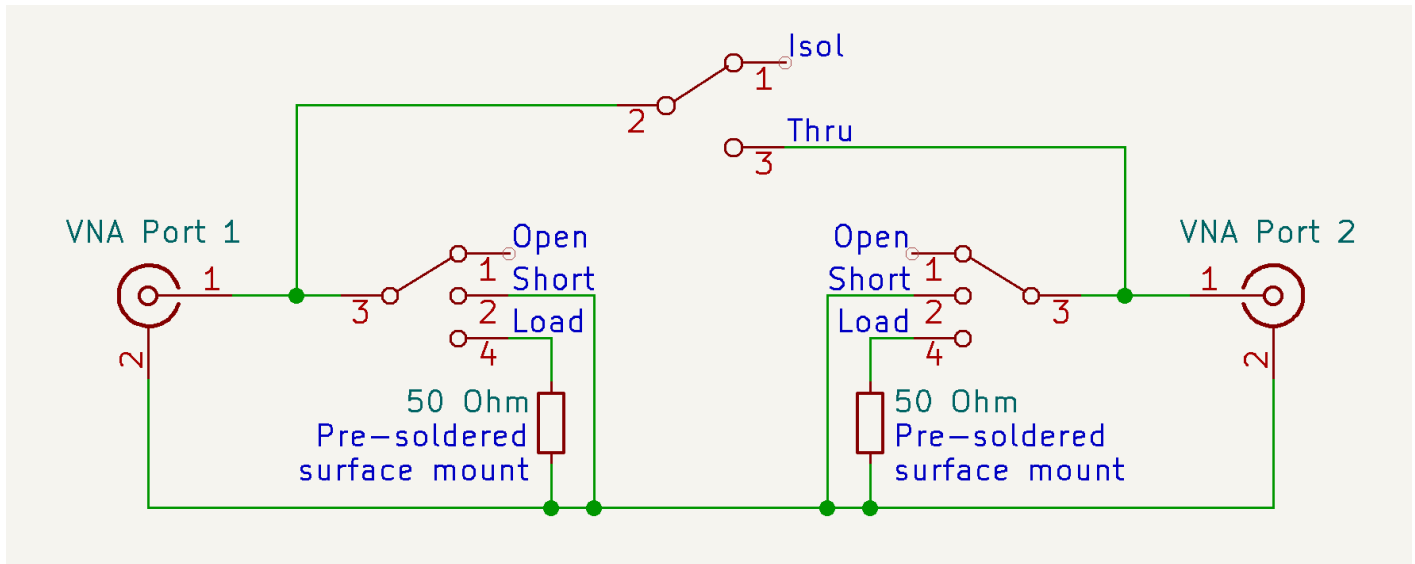 Isol
1
2
Thru
3
VNA Port 1
Open
Open
VNA Port 2
1
1
1
1
Short
Short
3
2
2
3
Load
Load
2
4
4
2
50 Ohm
50 Ohm
Pre-soldered
Pre-soldered
surface mount
surface mount